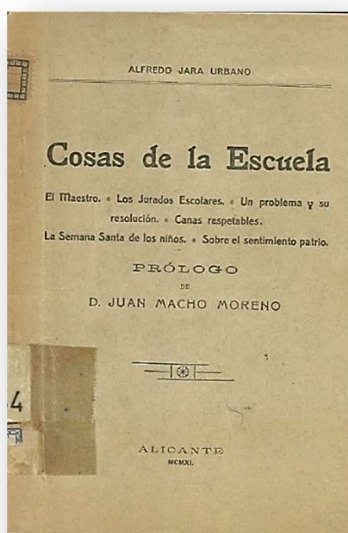 ALFREDO JARA URBANO
Cosas de la Escuela
El Maestro. • Los Jurados Escolares. • Un problema y su
resolución. • Canas respetables.
La Semana Santa de los niños. • Sobre el sentimiento patrio.
PRÓLOGO
DE
D. JUAN MACHO MORENO
4
ALICANTE
MCMXI.